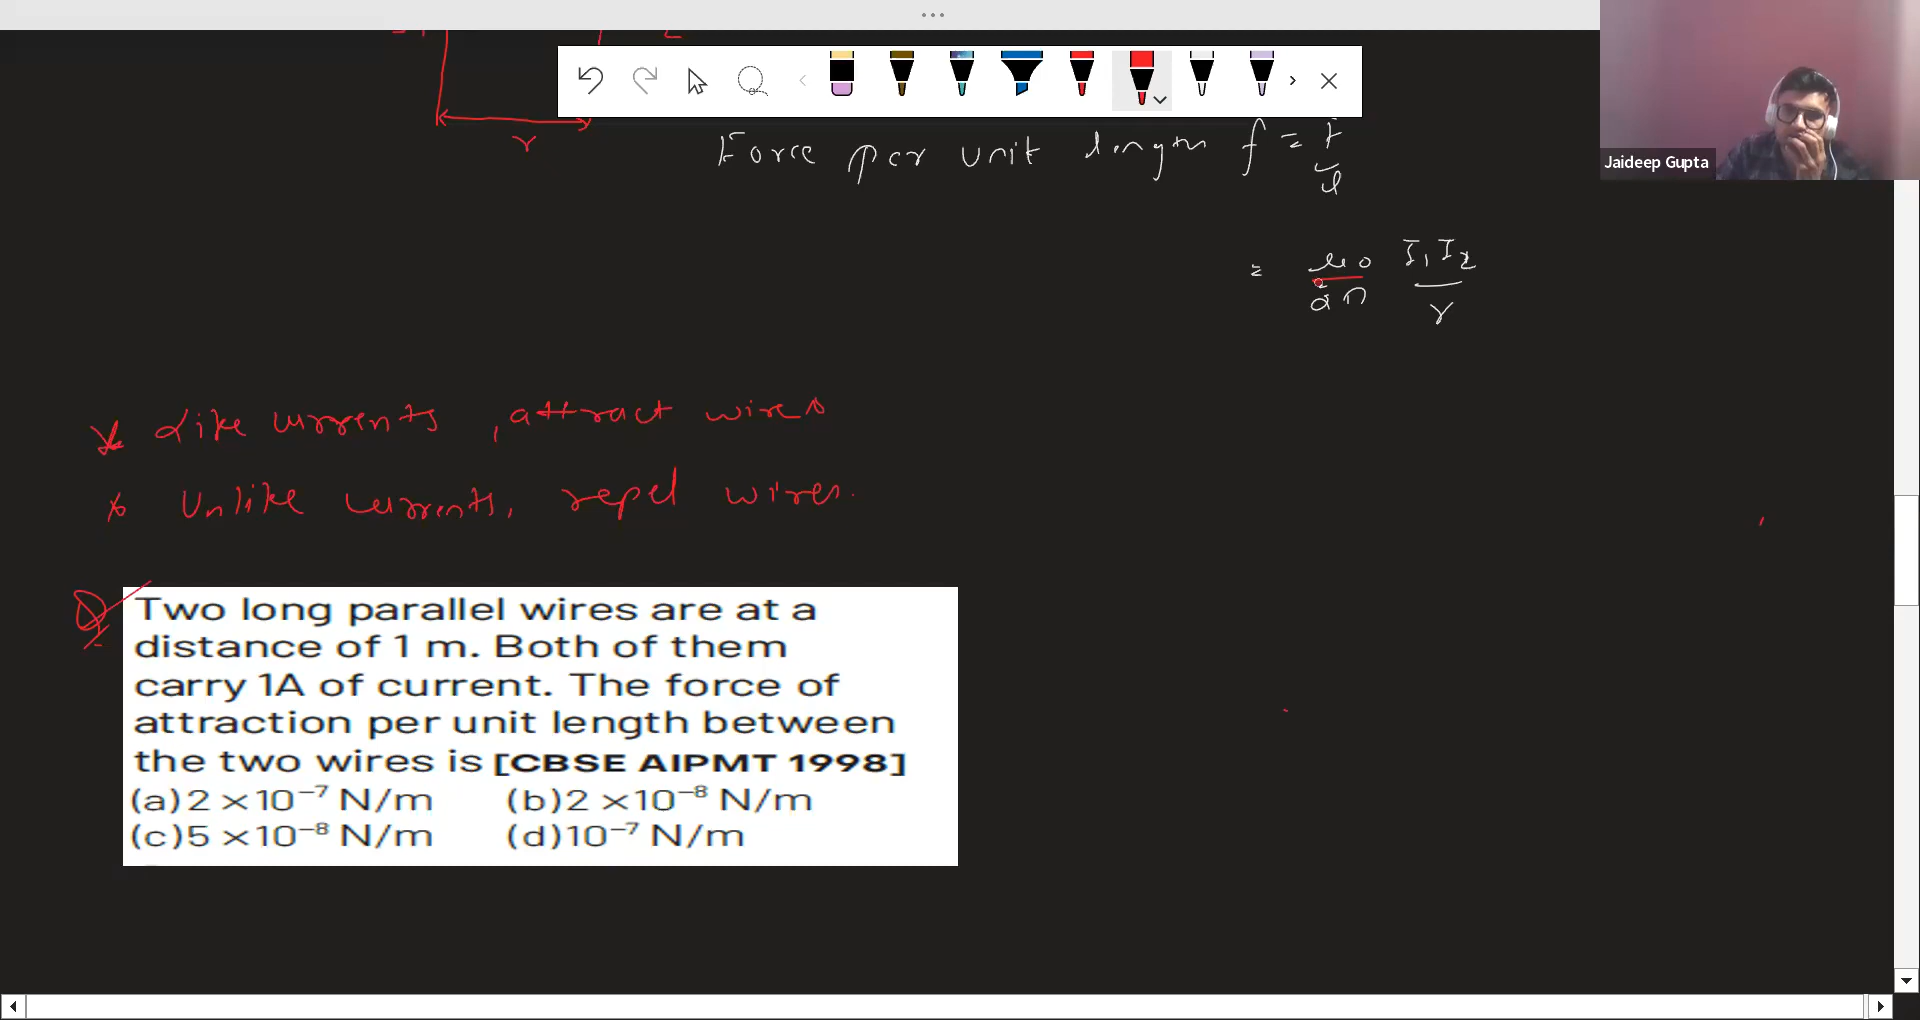 Jaideep Gupta
r
Force per unit length f = F
l
= μ0 I1 I2
2π r
Like currents, attract wires
Unlike currents, repel wires.
Q
Two long parallel wires are at a
distance of 1 m. Both of them
carry 1A of current. The force of
attraction per unit length between
the two wires is [CBSE AIPMT 1998]
(a) 2 ×10⁻⁷ N/m (b) 2 ×10⁻⁸ N/m
(c) 5 ×10⁻⁸ N/m (d) 10⁻⁷ N/m